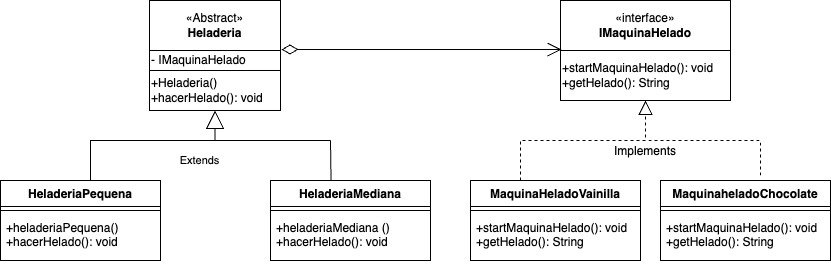 «Abstract»
Heladeria
- IMaquinaHelado
+Heladeria()
+hacerHelado(): void
«interface»
IMaquinaHelado
+startMaquinaHelado(): void
+getHelado(): String
Extends
Implements
HeladeriaPequena
+heladeriaPequena()
+hacerHelado(): void
HeladeriaMediana
+heladeriaMediana ()
+hacerHelado(): void
MaquinaHeladoVainilla
+startMaquinaHelado(): void
+getHelado(): String
MaquinaheladoChocolate
+startMaquinaHelado(): void
+getHelado(): String